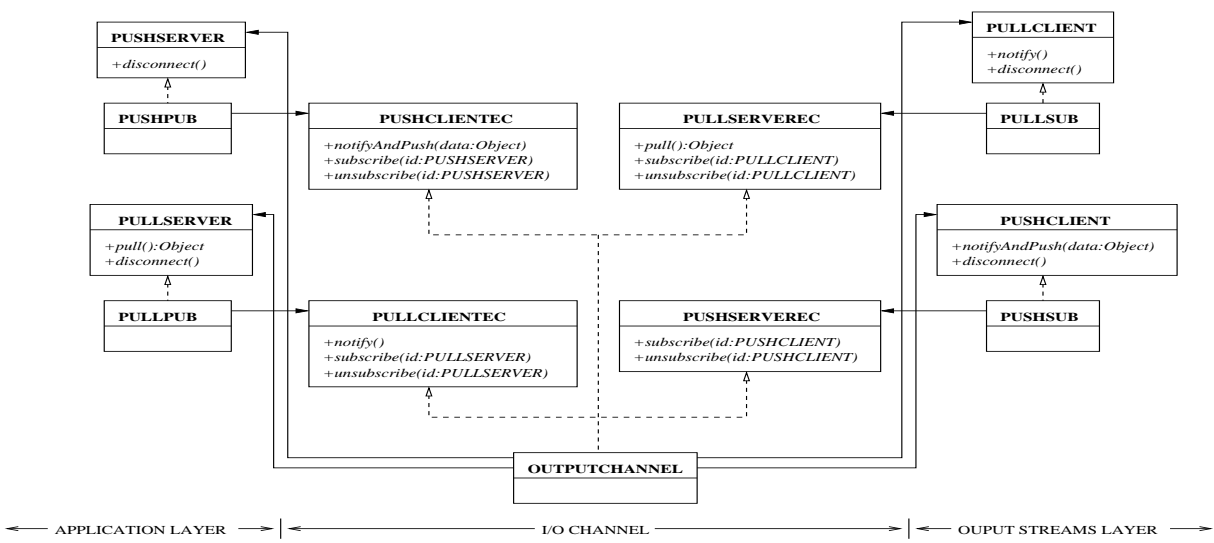 PUSHSERVER
+disconnect()
PUSHPUB
PUSHCLIENTEC
+notifyAndPush(data:Object)
+subscribe(id:PUSHSERVER)
+unsubscribe(id:PUSHSERVER)
PULLSERVEREC
+pull():Object
+subscribe(id:PULLCLIENT)
+unsubscribe(id:PULLCLIENT)
PULLCLIENT
+notify()
+disconnect()
PULLSUB
PULLSERVER
+pull():Object
+disconnect()
PULLPUB
PULLCLIENTEC
+notify()
+subscribe(id:PULLSERVER)
+unsubscribe(id:PULLSERVER)
PUSHSERVEREC
+subscribe(id:PUSHCLIENT)
+unsubscribe(id:PUSHCLIENT)
PUSHCLIENT
+notifyAndPush(data:Object)
+disconnect()
PUSHSUB
OUTPUTCHANNEL
APPLICATION LAYER
I/O CHANNEL
OUPUT STREAMS LAYER